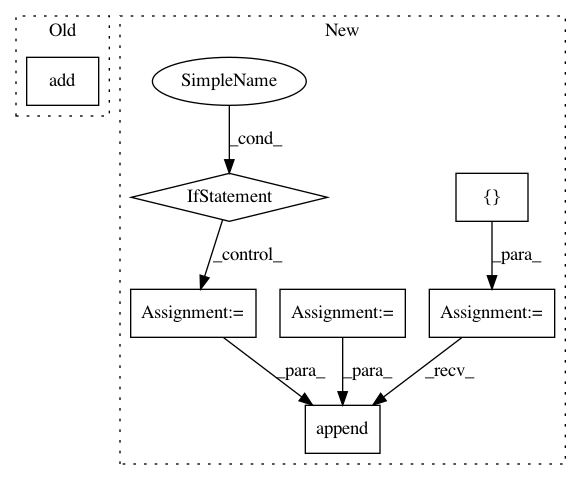 Old
New
add
SimpleName
_cond_
IfStatement
{}
_control_
_para_
Assignment:=
Assignment:=
Assignment:=
_para_
_para_
_recv_
append